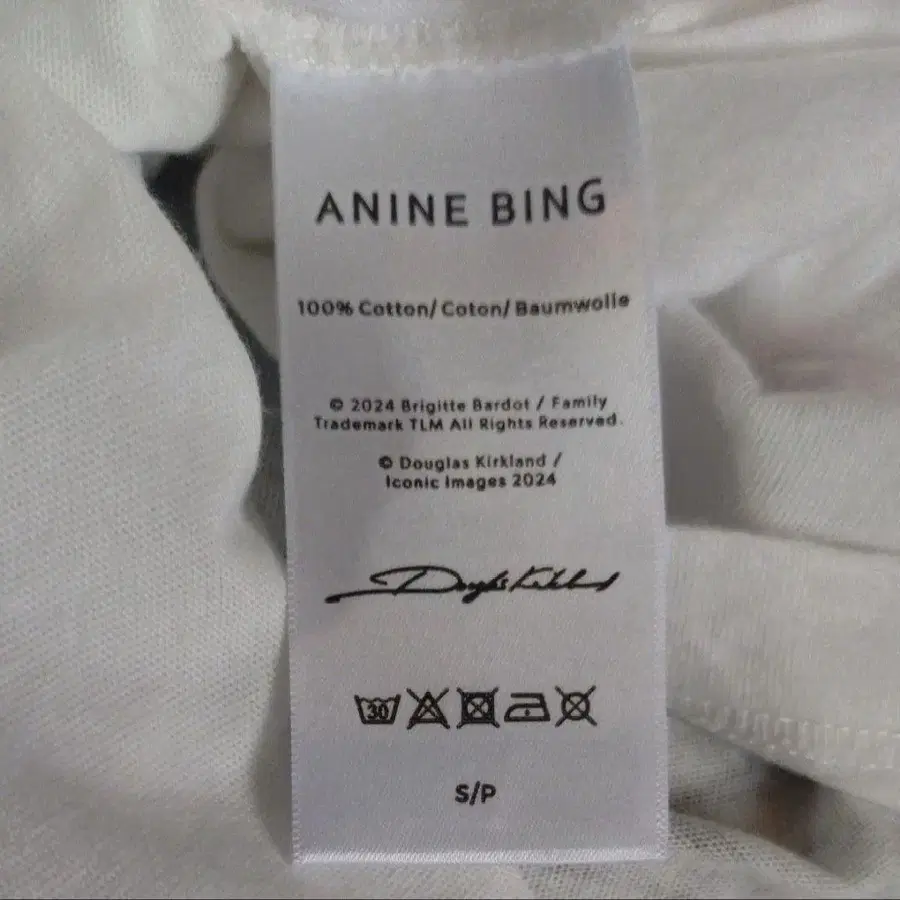 ANINE BING
100% Cotton/ Coton/ Baumwolle
© 2024 Brigitte Bardot / Family
Trademark TLM All Rights Reserved.
© Douglas Kirkland /
Iconic Images 2024
30
S/P